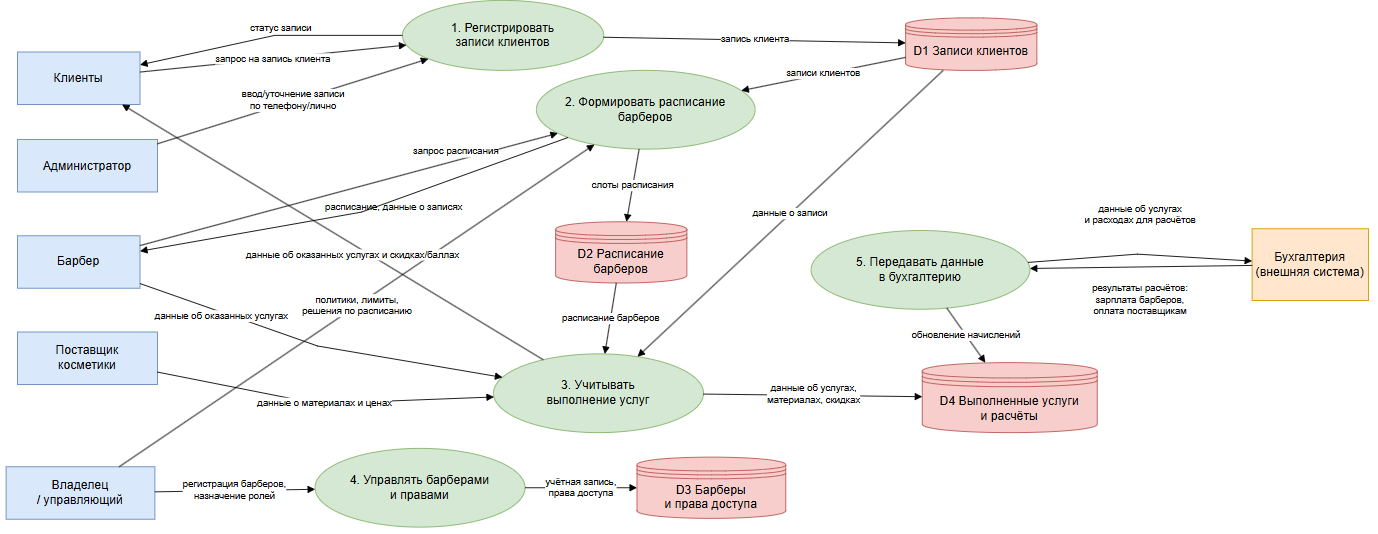 статус записи
1. Регистрировать
записи клиентов
запись клиента
D1 Записи клиентов
Клиенты
запрос на запись клиента
записи клиентов
ввод/уточнение записи
по телефону/лично
2. Формировать расписание
барберов
Администратор
запрос расписания
слоты расписания
расписание, данные о записях
данные о записи
данные об услугах
и расходах для расчётов
Барбер
данные об оказанных услугах и скидках/баллах
D2 Расписание
барберов
5. Передавать данные
в бухгалтерию
Бухгалтерия
(внешняя система)
политики, лимиты,
решения по расписанию
результаты расчётов:
зарплата барберов,
оплата поставщикам
данные об оказанных услугах
расписание барберов
обновление начислений
Поставщик
косметики
данные о материалах и ценах
3. Учитывать
выполнение услуг
данные об услугах,
материалах, скидках
D4 Выполненные услуги
и расчёты
Владелец
/ управляющий
регистрация барберов,
назначение ролей
4. Управлять барберами
и правами
учётная запись,
права доступа
D3 Барберы
и права доступа